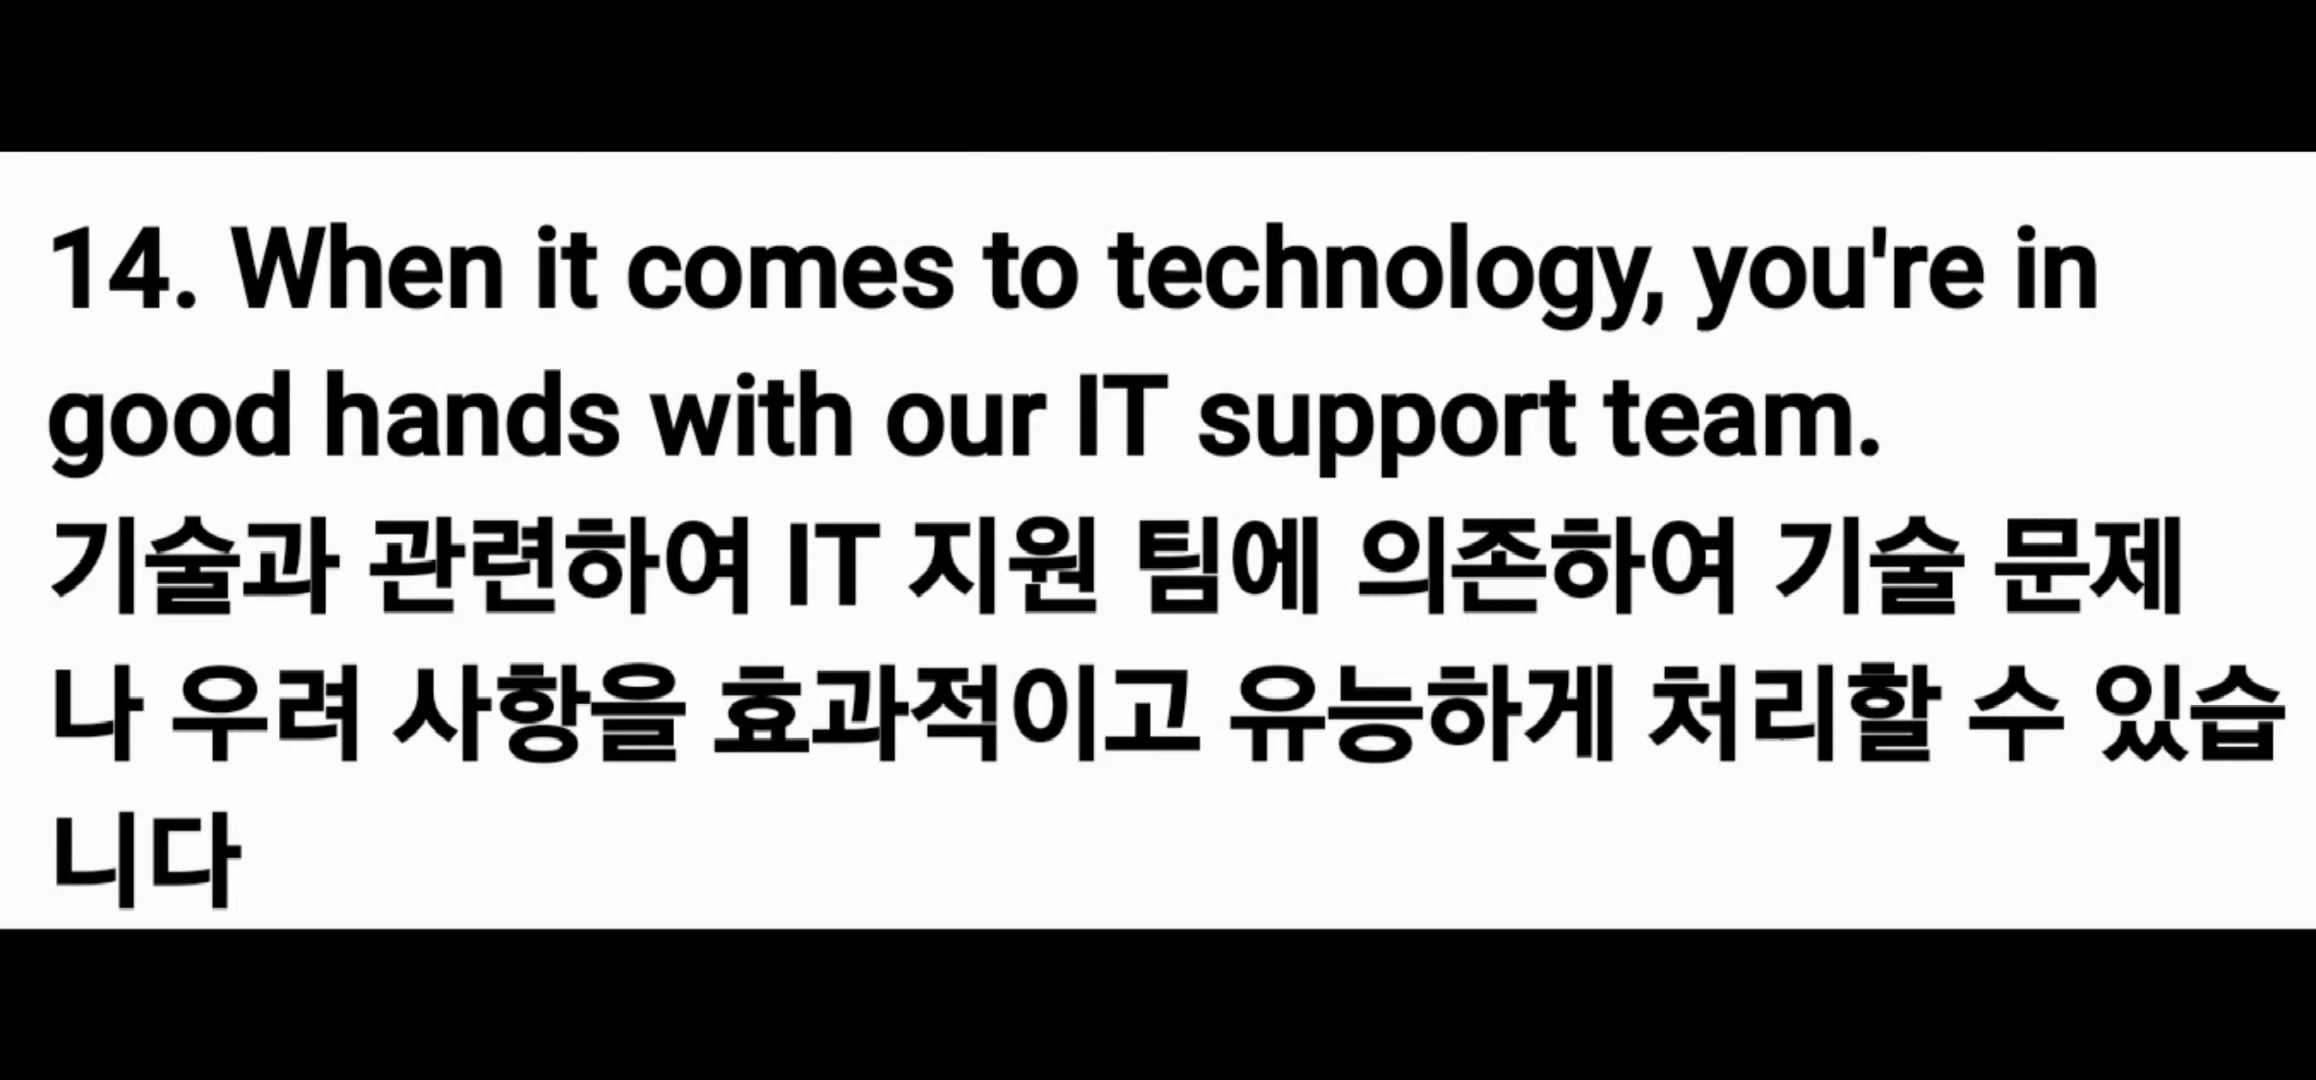 14. When it comes to technology, you're in
good hands with our IT support team.
기술과 관련하여 IT 지원 팀에 의존하여 기술 문제
나 우려 사항을 효과적이고 유능하게 처리할 수 있습
니다